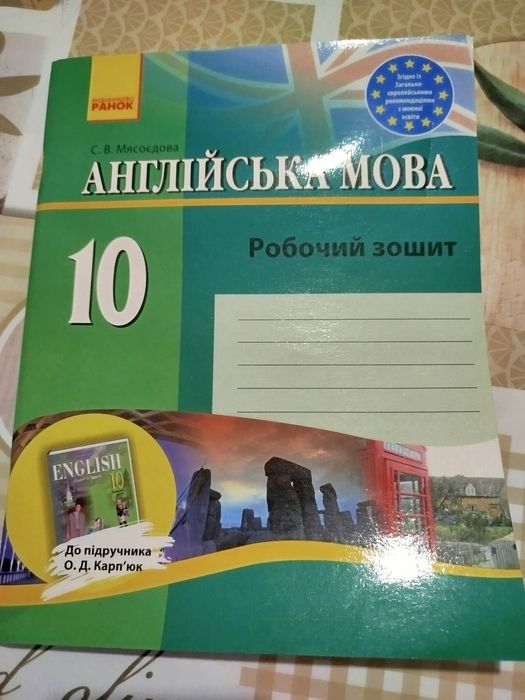 ВИДАВНИЦТВО
РАНОК
Згідно із
Загально-
європейськими
рекомендаціями
з мовної
освіти
С. В. Мясоєдова
АНГЛІЙСЬКА МОВА
10
Робочий зошит
ENGLISH
10
До підручника
О. Д. Карп'юк